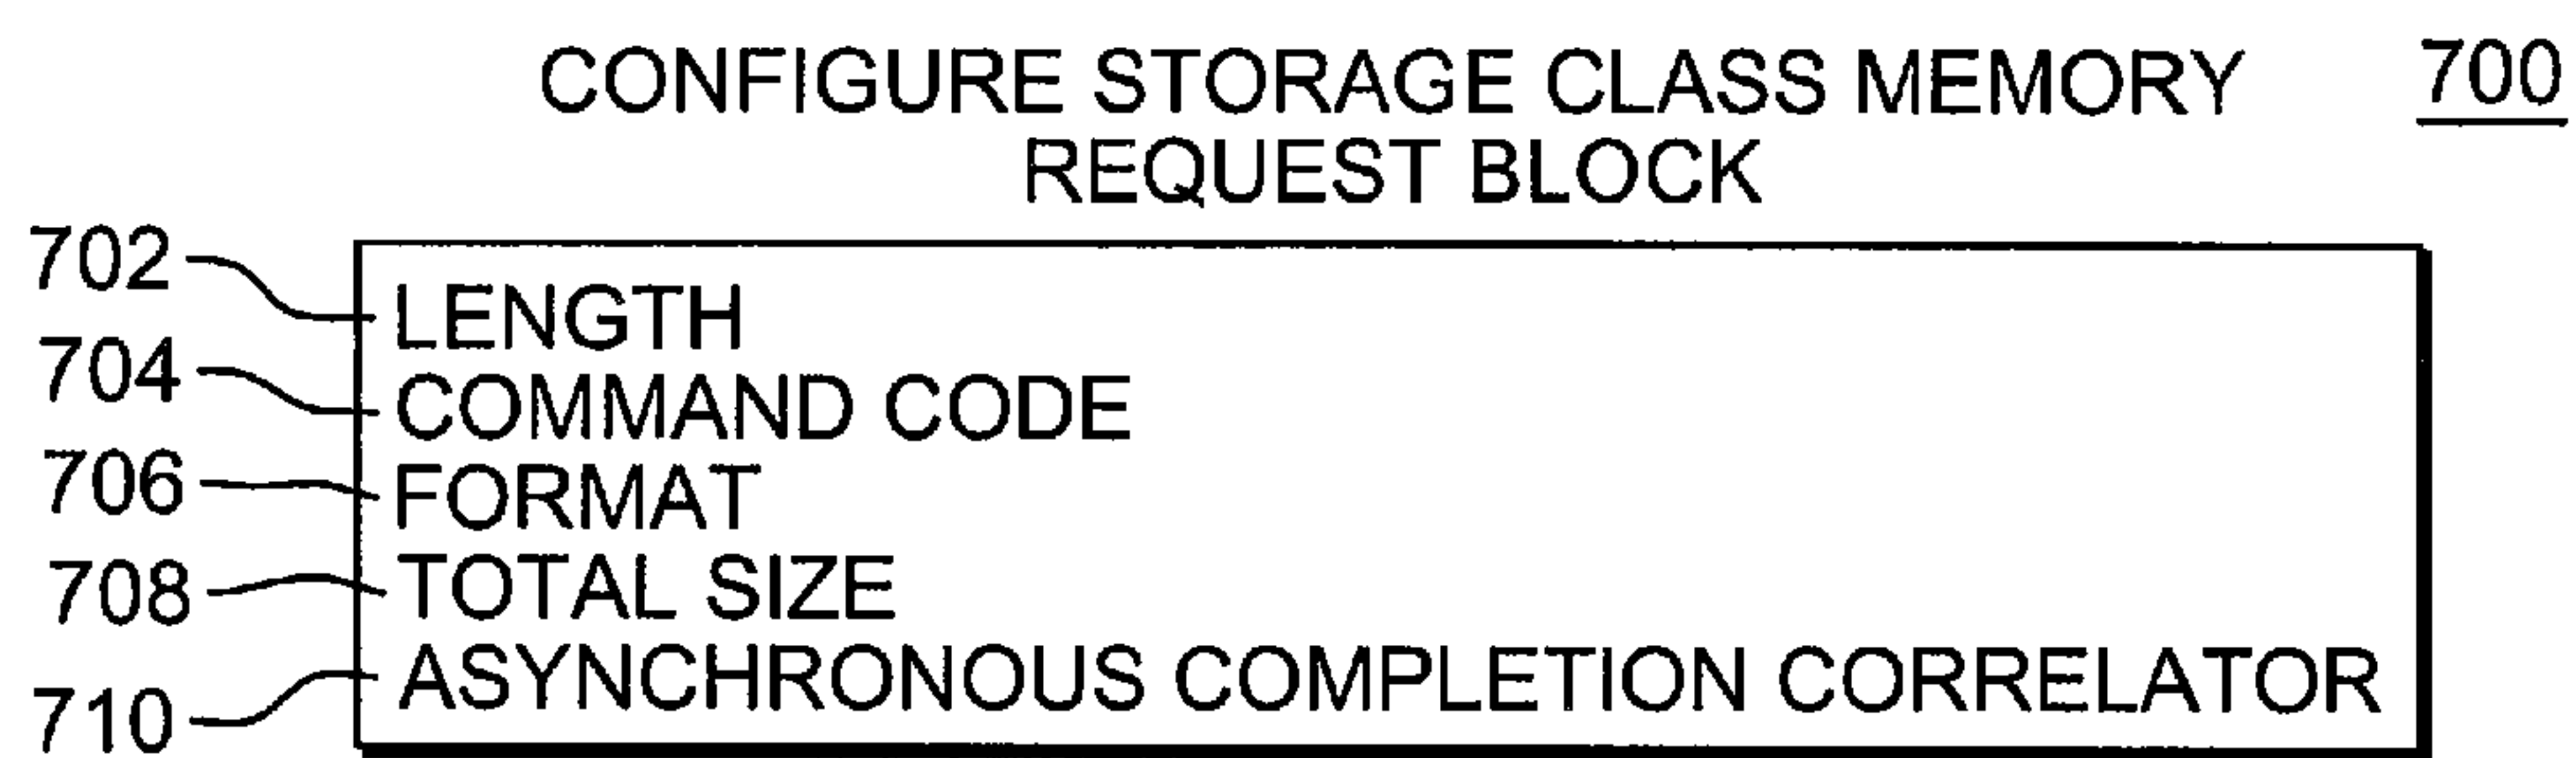 CONFIGURE STORAGE CLASS MEMORY 700
REQUEST BLOCK
702 LENGTH
704 COMMAND CODE
706 FORMAT
708 TOTAL SIZE
710 ASYNCHRONOUS COMPLETION CORRELATOR